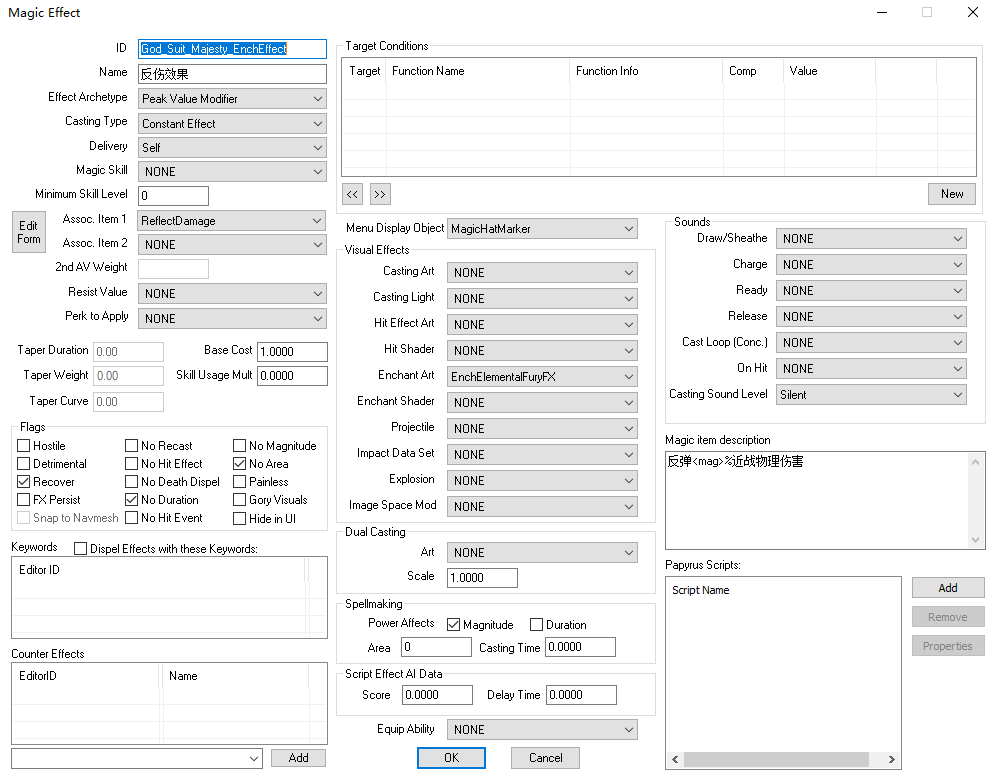 Magic Effect
ID God_Suit_Majesty_EnchEffect
Name 反伤效果
Effect Archetype Peak Value Modifier
Casting Type Constant Effect
Delivery Self
Magic Skill NONE
Minimum Skill Level 0
Edit Form
Assoc. Item 1 ReflectDamage
Assoc. Item 2 NONE
2nd AV Weight
Resist Value NONE
Perk to Apply NONE
Taper Duration 0.00 Base Cost 1.0000
Taper Weight 0.00 Skill Usage Mult 0.0000
Taper Curve 0.00
Flags
Hostile No Recast No Magnitude
Detrimental No Hit Effect No Area
Recover No Death Dispel Painless
FX Persist No Duration Gory Visuals
Snap to Navmesh No Hit Event Hide in UI
Keywords Dispel Effects with these Keywords:
Editor ID
Counter Effects
EditorID Name
Add
Target Conditions
Target Function Name Function Info Comp Value
<< >> New
Menu Display Object MagicHatMarker
Visual Effects
Casting Art NONE
Casting Light NONE
Hit Effect Art NONE
Hit Shader NONE
Enchant Art EnchElementalFuryFX
Enchant Shader NONE
Projectile NONE
Impact Data Set NONE
Explosion NONE
Image Space Mod NONE
Dual Casting
Art NONE
Scale 1.0000
Spellmaking
Power Affects Magnitude Duration
Area 0 Casting Time 0.0000
Script Effect AI Data
Score 0.0000 Delay Time 0.0000
Equip Ability NONE
OK Cancel
Sounds
Draw/Sheathe NONE
Charge NONE
Ready NONE
Release NONE
Cast Loop (Conc.) NONE
On Hit NONE
Casting Sound Level Silent
Magic item description
反弹<mag>%近战物理伤害
Papyrus Scripts:
Script Name
Add
Remove
Properties